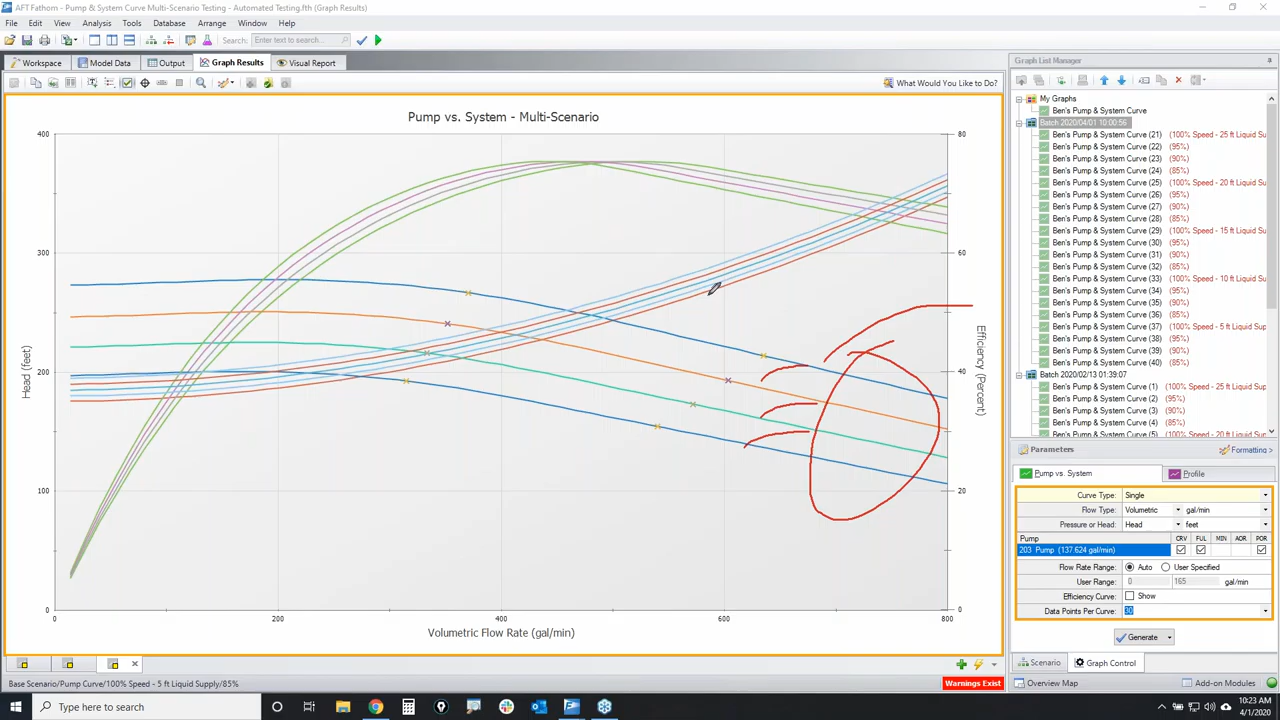 AFT Fathom - Pump & System Curve Multi-Scenario Testing - Automated Testing.fth (Graph Results)
File Edit View Analysis Tools Database Arrange Window Help
Search: Enter text to search...
Workspace Model Data Output Graph Results Visual Report
What Would You Like to Do?
Pump vs. System - Multi-Scenario
400
300
200
100
0
Head (feet)
80
60
40
20
0
Efficiency (Percent)
0 200 400 600 800
Volumetric Flow Rate (gal/min)
Base Scenario/Pump Curve/100% Speed - 5 ft Liquid Supply/85%
Warnings Exist
Graph List Manager
My Graphs
Ben's Pump & System Curve
Batch 2020/04/01 10:00:56
Ben's Pump & System Curve (21) (100% Speed - 25 ft Liquid Su
Ben's Pump & System Curve (22) (95%)
Ben's Pump & System Curve (23) (90%)
Ben's Pump & System Curve (24) (85%)
Ben's Pump & System Curve (25) (100% Speed - 20 ft Liquid Su
Ben's Pump & System Curve (26) (95%)
Ben's Pump & System Curve (27) (90%)
Ben's Pump & System Curve (28) (85%)
Ben's Pump & System Curve (29) (100% Speed - 15 ft Liquid Su
Ben's Pump & System Curve (30) (95%)
Ben's Pump & System Curve (31) (90%)
Ben's Pump & System Curve (32) (85%)
Ben's Pump & System Curve (33) (100% Speed - 10 ft Liquid Su
Ben's Pump & System Curve (34) (95%)
Ben's Pump & System Curve (35) (90%)
Ben's Pump & System Curve (36) (85%)
Ben's Pump & System Curve (37) (100% Speed - 5 ft Liquid Sup
Ben's Pump & System Curve (38) (95%)
Ben's Pump & System Curve (39) (90%)
Ben's Pump & System Curve (40) (85%)
Batch 2020/02/13 01:39:07
Ben's Pump & System Curve (1) (100% Speed - 25 ft Liquid Su
Ben's Pump & System Curve (2) (95%)
Ben's Pump & System Curve (3) (90%)
Ben's Pump & System Curve (4) (85%)
Ben's Pump & System Curve (5) (100% Speed - 20 ft Liquid Su
Parameters Formatting >
Pump vs. System Profile
Curve Type: Single
Flow Type: Volumetric gal/min
Pressure or Head: Head feet
Pump CRV FUL MIN AOR POR
203 Pump (137.624 gal/min)
Flow Rate Range: Auto User Specified
User Range: 0 165 gal/min
Efficiency Curve: Show
Data Points Per Curve: 30
Generate
Scenario Graph Control
Overview Map Add-on Modules
Type here to search
10:23 AM
4/1/2020